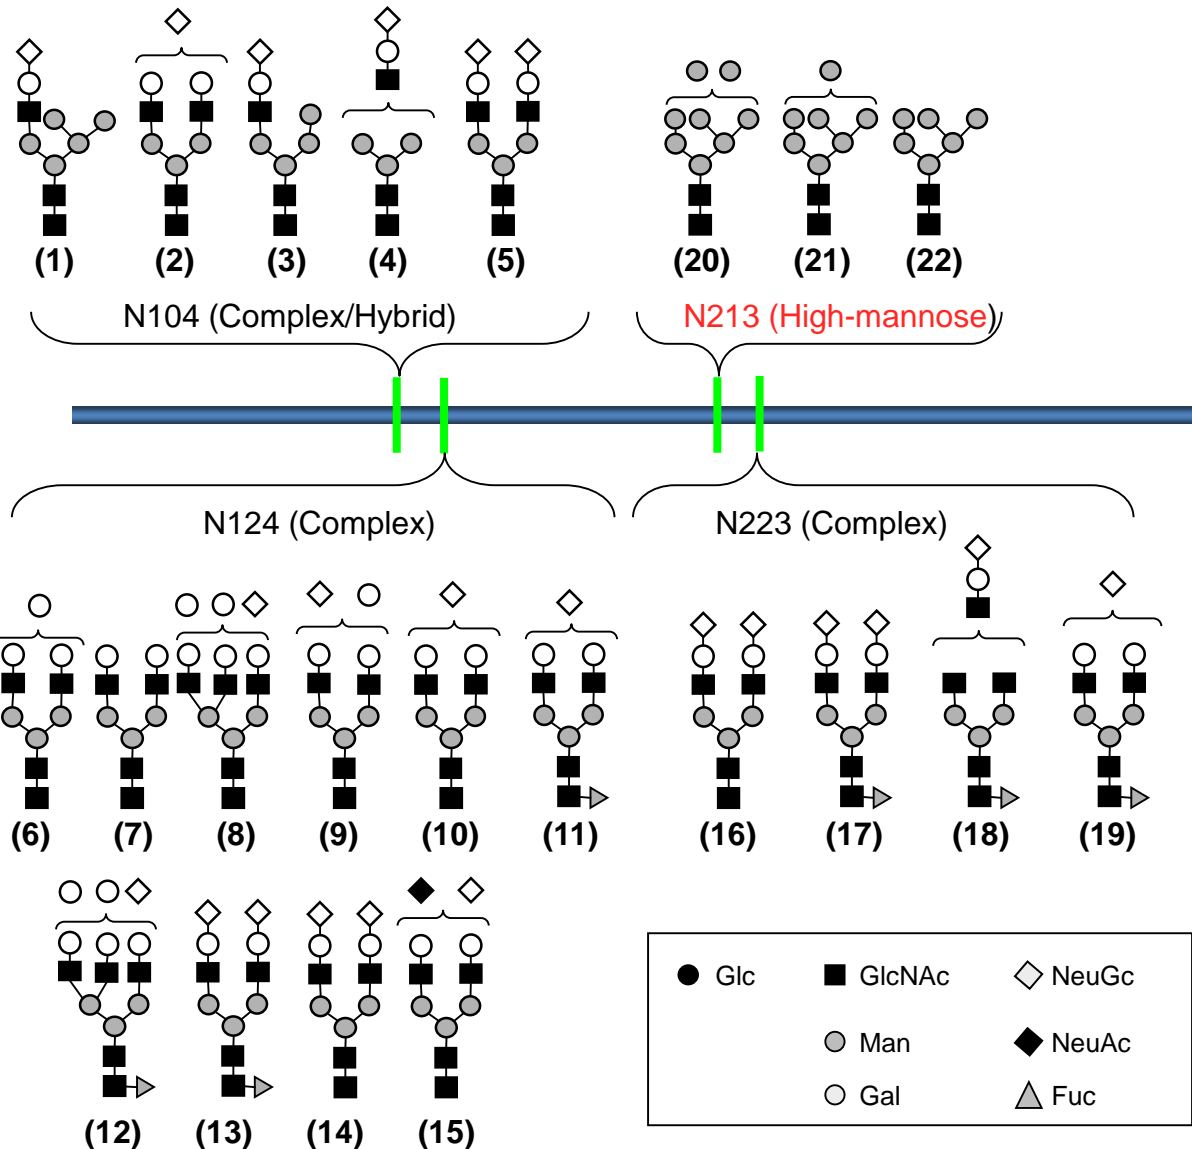 (1) (2) (3) (4) (5) (20) (21) (22)
N104 (Complex/Hybrid) N213 (High-mannose)
N124 (Complex) N223 (Complex)
(6) (7) (8) (9) (10) (11) (16) (17) (18) (19)
Glc GlcNAc NeuGc
Man NeuAc
Gal Fuc
(12) (13) (14) (15)